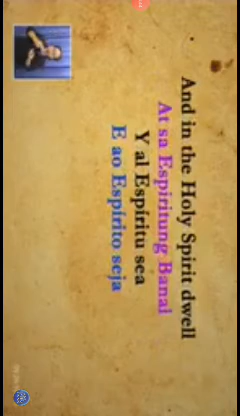 And in the Holy Spirit dwell
At sa Espiritung Banal
Y al Espíritu sea
E ao Espírito seja